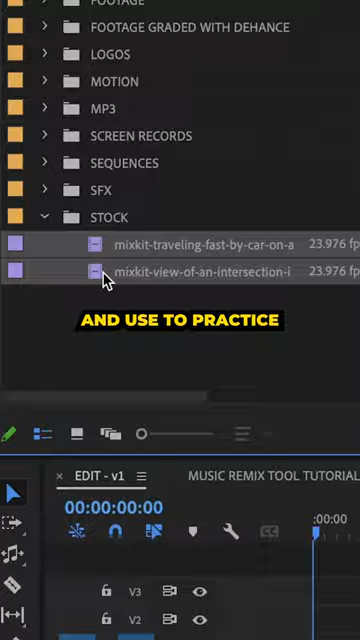 FOOTAGE
FOOTAGE GRADED WITH DEHANCE
LOGOS
MOTION
MP3
SCREEN RECORDS
SEQUENCES
SFX
STOCK
mixkit-traveling-fast-by-car-on-a 23.976 fp
mixkit-view-of-an-intersection-i 23.976 fp
AND USE TO PRACTICE
× EDIT - v1 MUSIC REMIX TOOL TUTORIAL
00:00:00:00
:00:00
CC
V3
V2